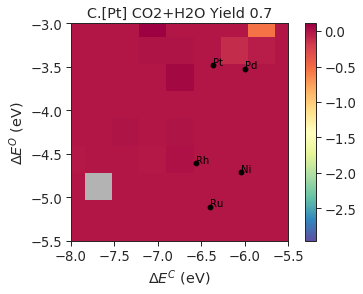 C.[Pt] CO2+H2O Yield 0.7
−3.0
−3.5
−4.0
−4.5
−5.0
−5.5
ΔE^O (eV)
Pt
Pd
Rh
Ni
Ru
−8.0 −7.5 −7.0 −6.5 −6.0 −5.5
ΔE^C (eV)
0.0
−0.5
−1.0
−1.5
−2.0
−2.5